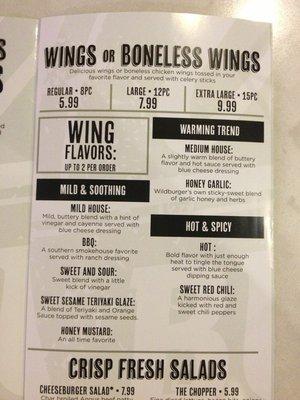 WINGS OR BONELESS WINGS
Delicious wings or boneless chicken wings tossed in your
favorite flavor and served with celery sticks
REGULAR • 8PC
5.99
LARGE • 12PC
7.99
EXTRA LARGE • 15PC
9.99
WING
FLAVORS:
UP TO 2 PER ORDER
MILD & SOOTHING
MILD HOUSE:
Mild, buttery blend with a hint of
vinegar and cayenne served with
blue cheese dressing
BBQ:
A southern smokehouse favorite
served with ranch dressing
SWEET AND SOUR:
Sweet blend with a little
kick of vinegar
SWEET SESAME TERIYAKI GLAZE:
A blend of Teriyaki and Orange
Sauce topped with sesame seeds.
HONEY MUSTARD:
An all time favorite
WARMING TREND
MEDIUM HOUSE:
A slightly warm blend of buttery
flavor and hot sauce served with
blue cheese dressing
HONEY GARLIC:
Wildburger's own sticky-sweet blend
of garlic honey and herbs
HOT & SPICY
HOT :
Bold flavor with just enough
heat to tingle the tongue
served with blue cheese
dipping sauce
SWEET RED CHILI:
A harmonious glaze
kicked with red and
sweet chili peppers
CRISP FRESH SALADS
CHEESEBURGER SALAD* • 7.99
Char broiled Angus beef patty
THE CHOPPER • 5.99